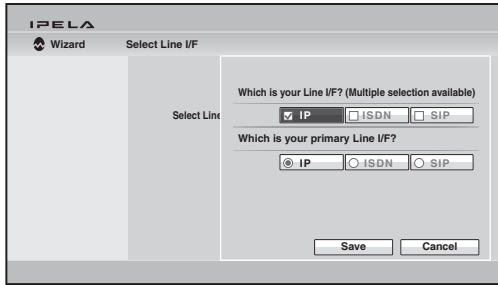 IPELA
Wizard Select Line I/F
Which is your Line I/F? (Multiple selection available)
Select Line
IP ISDN SIP
Which is your primary Line I/F?
IP ISDN SIP
Save Cancel